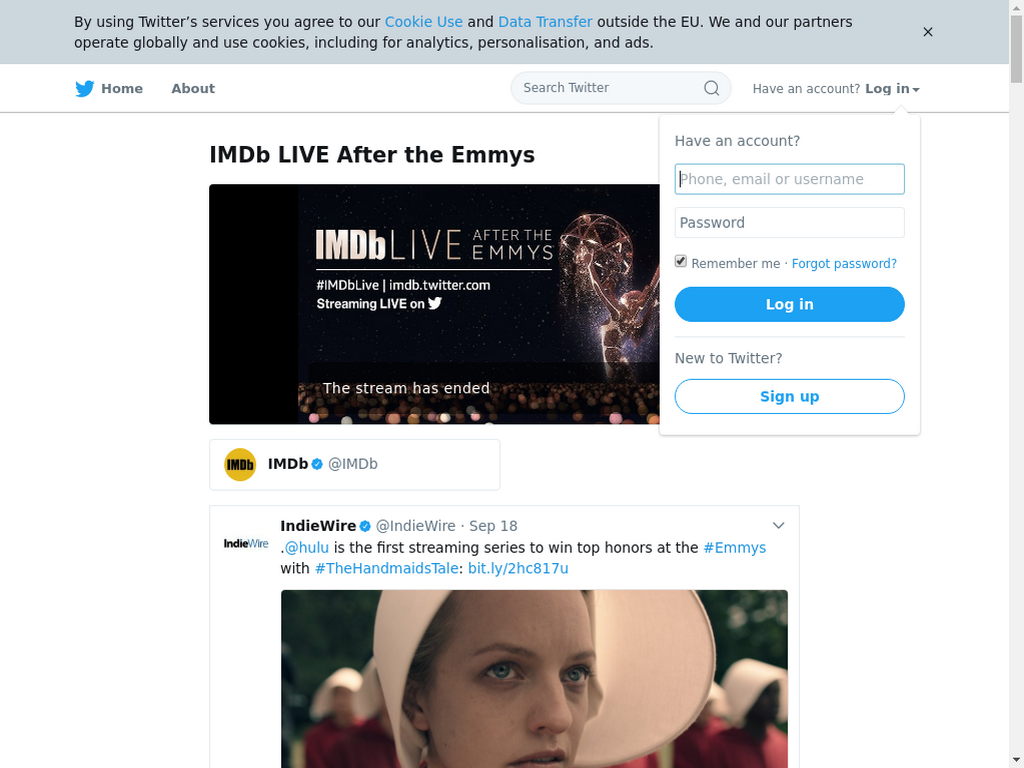 By using Twitter’s services you agree to our Cookie Use and Data Transfer outside the EU. We and our partners
operate globally and use cookies, including for analytics, personalisation, and ads.
Home
About
Search Twitter
Have an account? Log in
IMDb LIVE After the Emmys
Have an account?
Phone, email or username
Password
Remember me · Forgot password?
Log in
New to Twitter?
Sign up
IMDb LIVE AFTER THE EMMYS
#IMDbLive | imdb.twitter.com
Streaming LIVE on
The stream has ended
IMDb
IMDb @IMDb
IndieWire
IndieWire @IndieWire · Sep 18
.@hulu is the first streaming series to win top honors at the #Emmys
with #TheHandmaidsTale: bit.ly/2hc817u